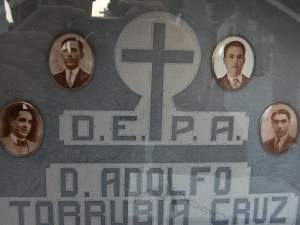 D.E.P.A.
D. ADOLFO
TORRUBIA CRUZ